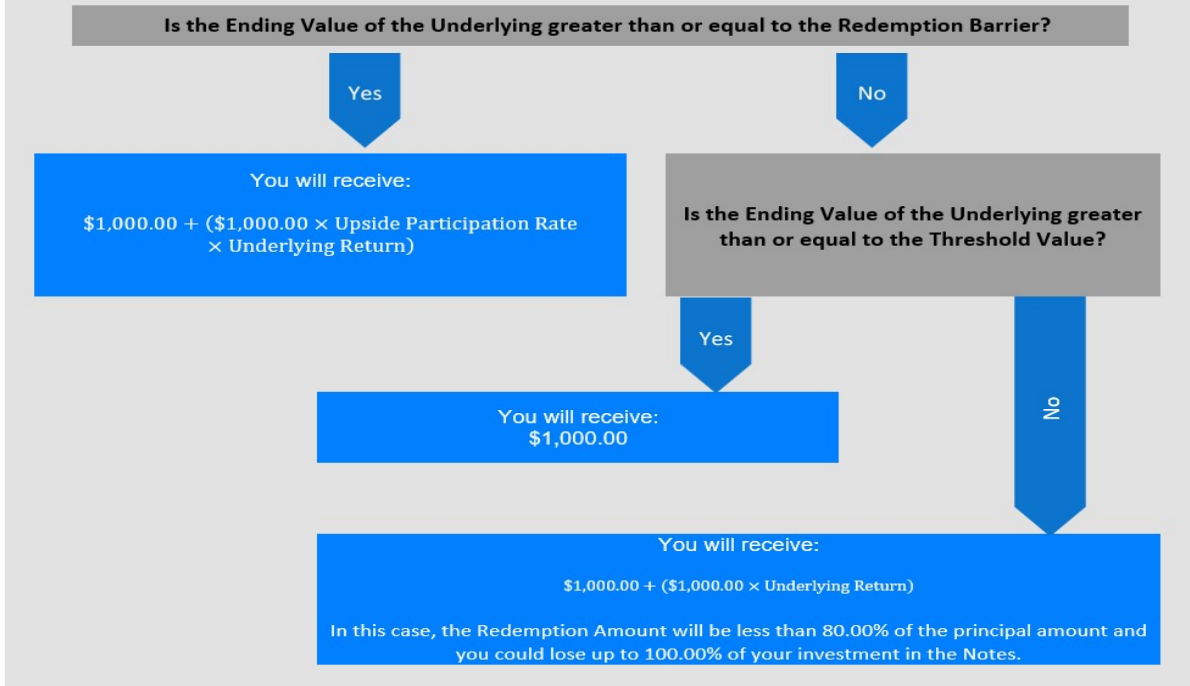 Is the Ending Value of the Underlying greater than or equal to the Redemption Barrier?
Yes
No
You will receive:
$1,000.00 + ($1,000.00 × Upside Participation Rate
× Underlying Return)
Is the Ending Value of the Underlying greater
than or equal to the Threshold Value?
Yes
No
You will receive:
$1,000.00
You will receive:
$1,000.00 + ($1,000.00 × Underlying Return)
In this case, the Redemption Amount will be less than 80.00% of the principal amount and
you could lose up to 100.00% of your investment in the Notes.